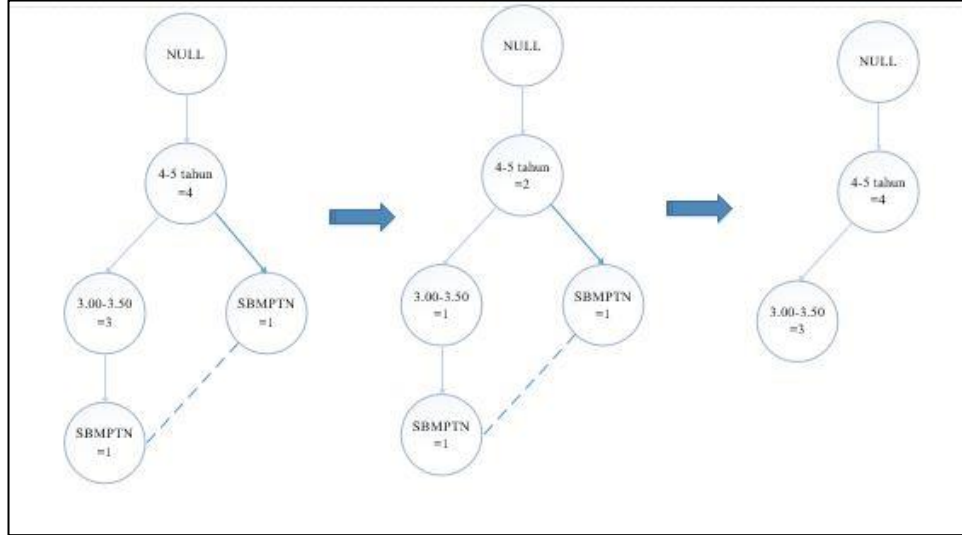 NULL
4-5 tahun
=4
3.00-3.50
=3
SBMPTN
=1
SBMPTN
=1
NULL
4-5 tahun
=2
3.00-3.50
=1
SBMPTN
=1
SBMPTN
=1
NULL
4-5 tahun
=4
3.00-3.50
=3